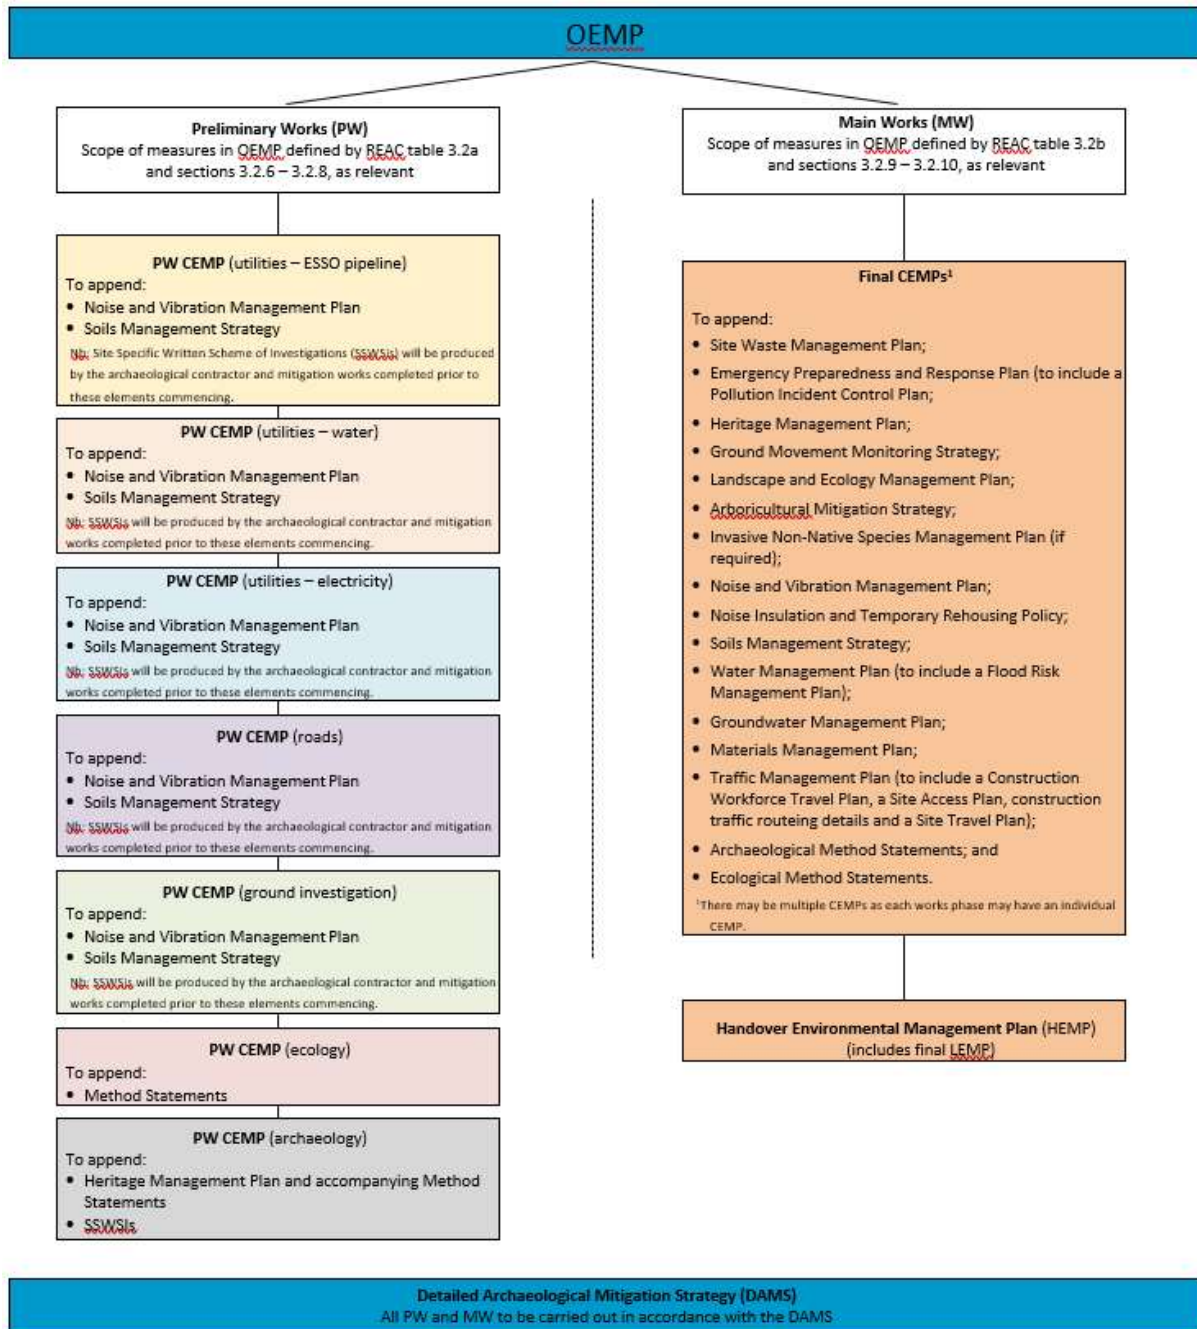 OEMP
Preliminary Works (PW)
Scope of measures in OEMP defined by REAC table 3.2a
and sections 3.2.6 – 3.2.8, as relevant
PW CEMP (utilities – ESSO pipeline)
To append:
• Noise and Vibration Management Plan
• Soils Management Strategy
Nb: Site Specific Written Scheme of Investigations (SSWSIs) will be produced
by the archaeological contractor and mitigation works completed prior to
these elements commencing.
PW CEMP (utilities – water)
To append:
• Noise and Vibration Management Plan
• Soils Management Strategy
Nb: SSWSIs will be produced by the archaeological contractor and mitigation
works completed prior to these elements commencing.
PW CEMP (utilities – electricity)
To append:
• Noise and Vibration Management Plan
• Soils Management Strategy
Nb: SSWSIs will be produced by the archaeological contractor and mitigation
works completed prior to these elements commencing.
PW CEMP (roads)
To append:
• Noise and Vibration Management Plan
• Soils Management Strategy
Nb: SSWSIs will be produced by the archaeological contractor and mitigation
works completed prior to these elements commencing.
PW CEMP (ground investigation)
To append:
• Noise and Vibration Management Plan
• Soils Management Strategy
Nb: SSWSIs will be produced by the archaeological contractor and mitigation
works completed prior to these elements commencing.
PW CEMP (ecology)
To append:
• Method Statements
PW CEMP (archaeology)
To append:
• Heritage Management Plan and accompanying Method
Statements
• SSWSIs
Main Works (MW)
Scope of measures in OEMP defined by REAC table 3.2b
and sections 3.2.9 – 3.2.10, as relevant
Final CEMPs¹
To append:
• Site Waste Management Plan;
• Emergency Preparedness and Response Plan (to include a
Pollution Incident Control Plan;
• Heritage Management Plan;
• Ground Movement Monitoring Strategy;
• Landscape and Ecology Management Plan;
• Arboricultural Mitigation Strategy;
• Invasive Non-Native Species Management Plan (if
required);
• Noise and Vibration Management Plan;
• Noise Insulation and Temporary Rehousing Policy;
• Soils Management Strategy;
• Water Management Plan (to include a Flood Risk
Management Plan);
• Groundwater Management Plan;
• Materials Management Plan;
• Traffic Management Plan (to include a Construction
Workforce Travel Plan, a Site Access Plan, construction
traffic routeing details and a Site Travel Plan);
• Archaeological Method Statements; and
• Ecological Method Statements.
¹There may be multiple CEMPs as each works phase may have an individual
CEMP.
Handover Environmental Management Plan (HEMP)
(includes final LEMP)
Detailed Archaeological Mitigation Strategy (DAMS)
All PW and MW to be carried out in accordance with the DAMS